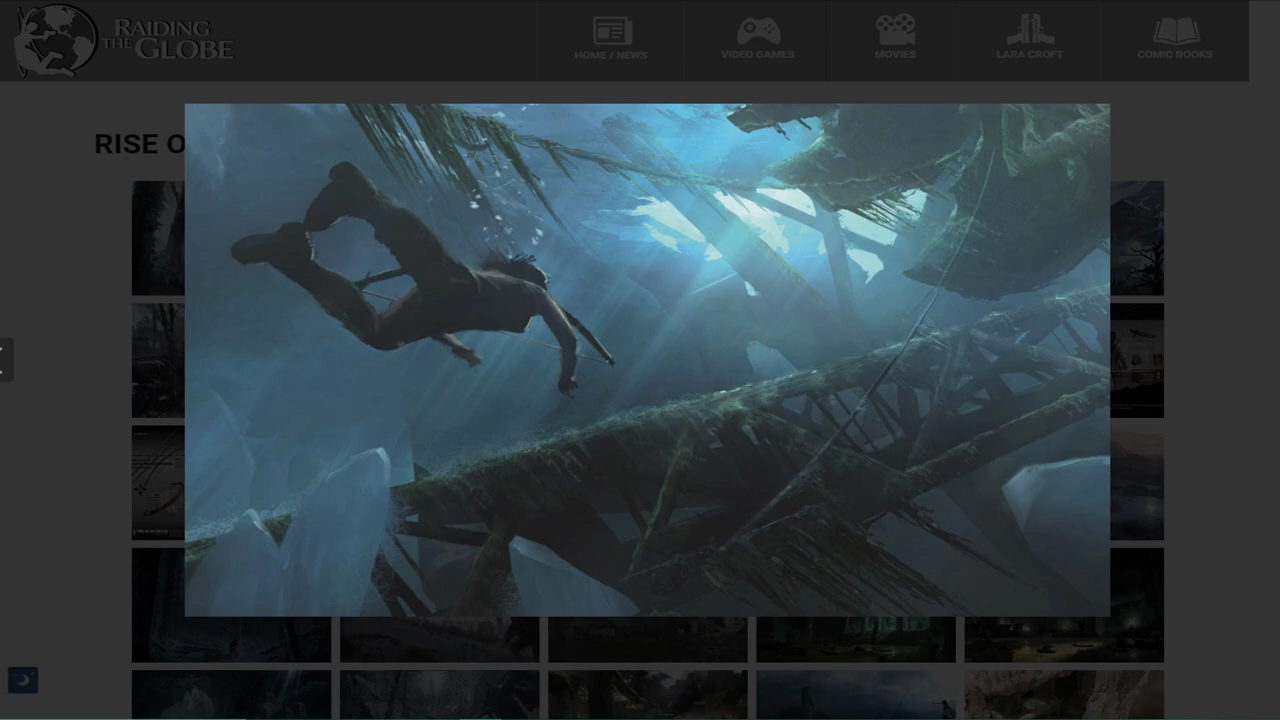 RAIDING
THE GLOBE
HOME / NEWS
VIDEO GAMES
MOVIES
LARA CROFT
COMIC BOOKS
RISE O